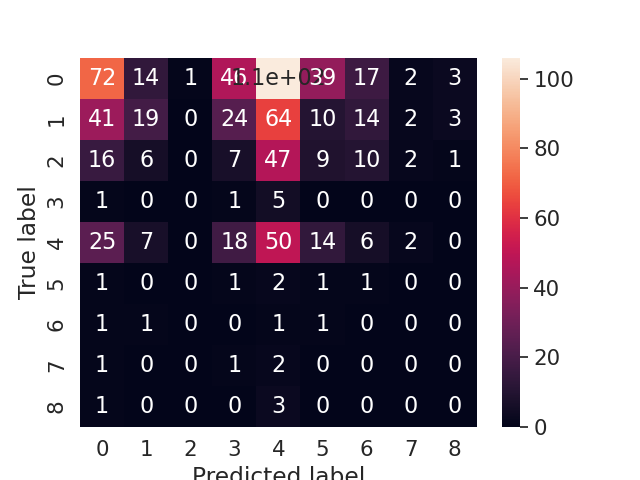 0 72 14 1 46 1.1e+02 39 17 2 3
1 41 19 0 24 64 10 14 2 3
2 16 6 0 7 47 9 10 2 1
3 1 0 0 1 5 0 0 0 0
4 25 7 0 18 50 14 6 2 0
5 1 0 0 1 2 1 1 0 0
6 1 1 0 0 1 1 0 0 0
7 1 0 0 1 2 0 0 0 0
8 1 0 0 0 3 0 0 0 0
0 1 2 3 4 5 6 7 8
Predicted label
True label
100
80
60
40
20
0